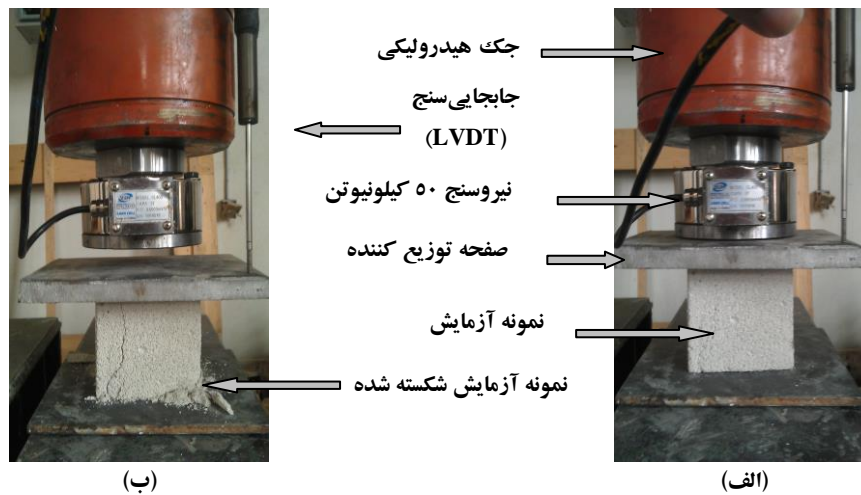 جک هیدرولیکی
جابجایی‌سنج
(LVDT)
نیروسنج ۵۰ کیلونیوتن
صفحه توزیع کننده
نمونه آزمایش
نمونه آزمایش شکسته شده
(الف)
(ب)